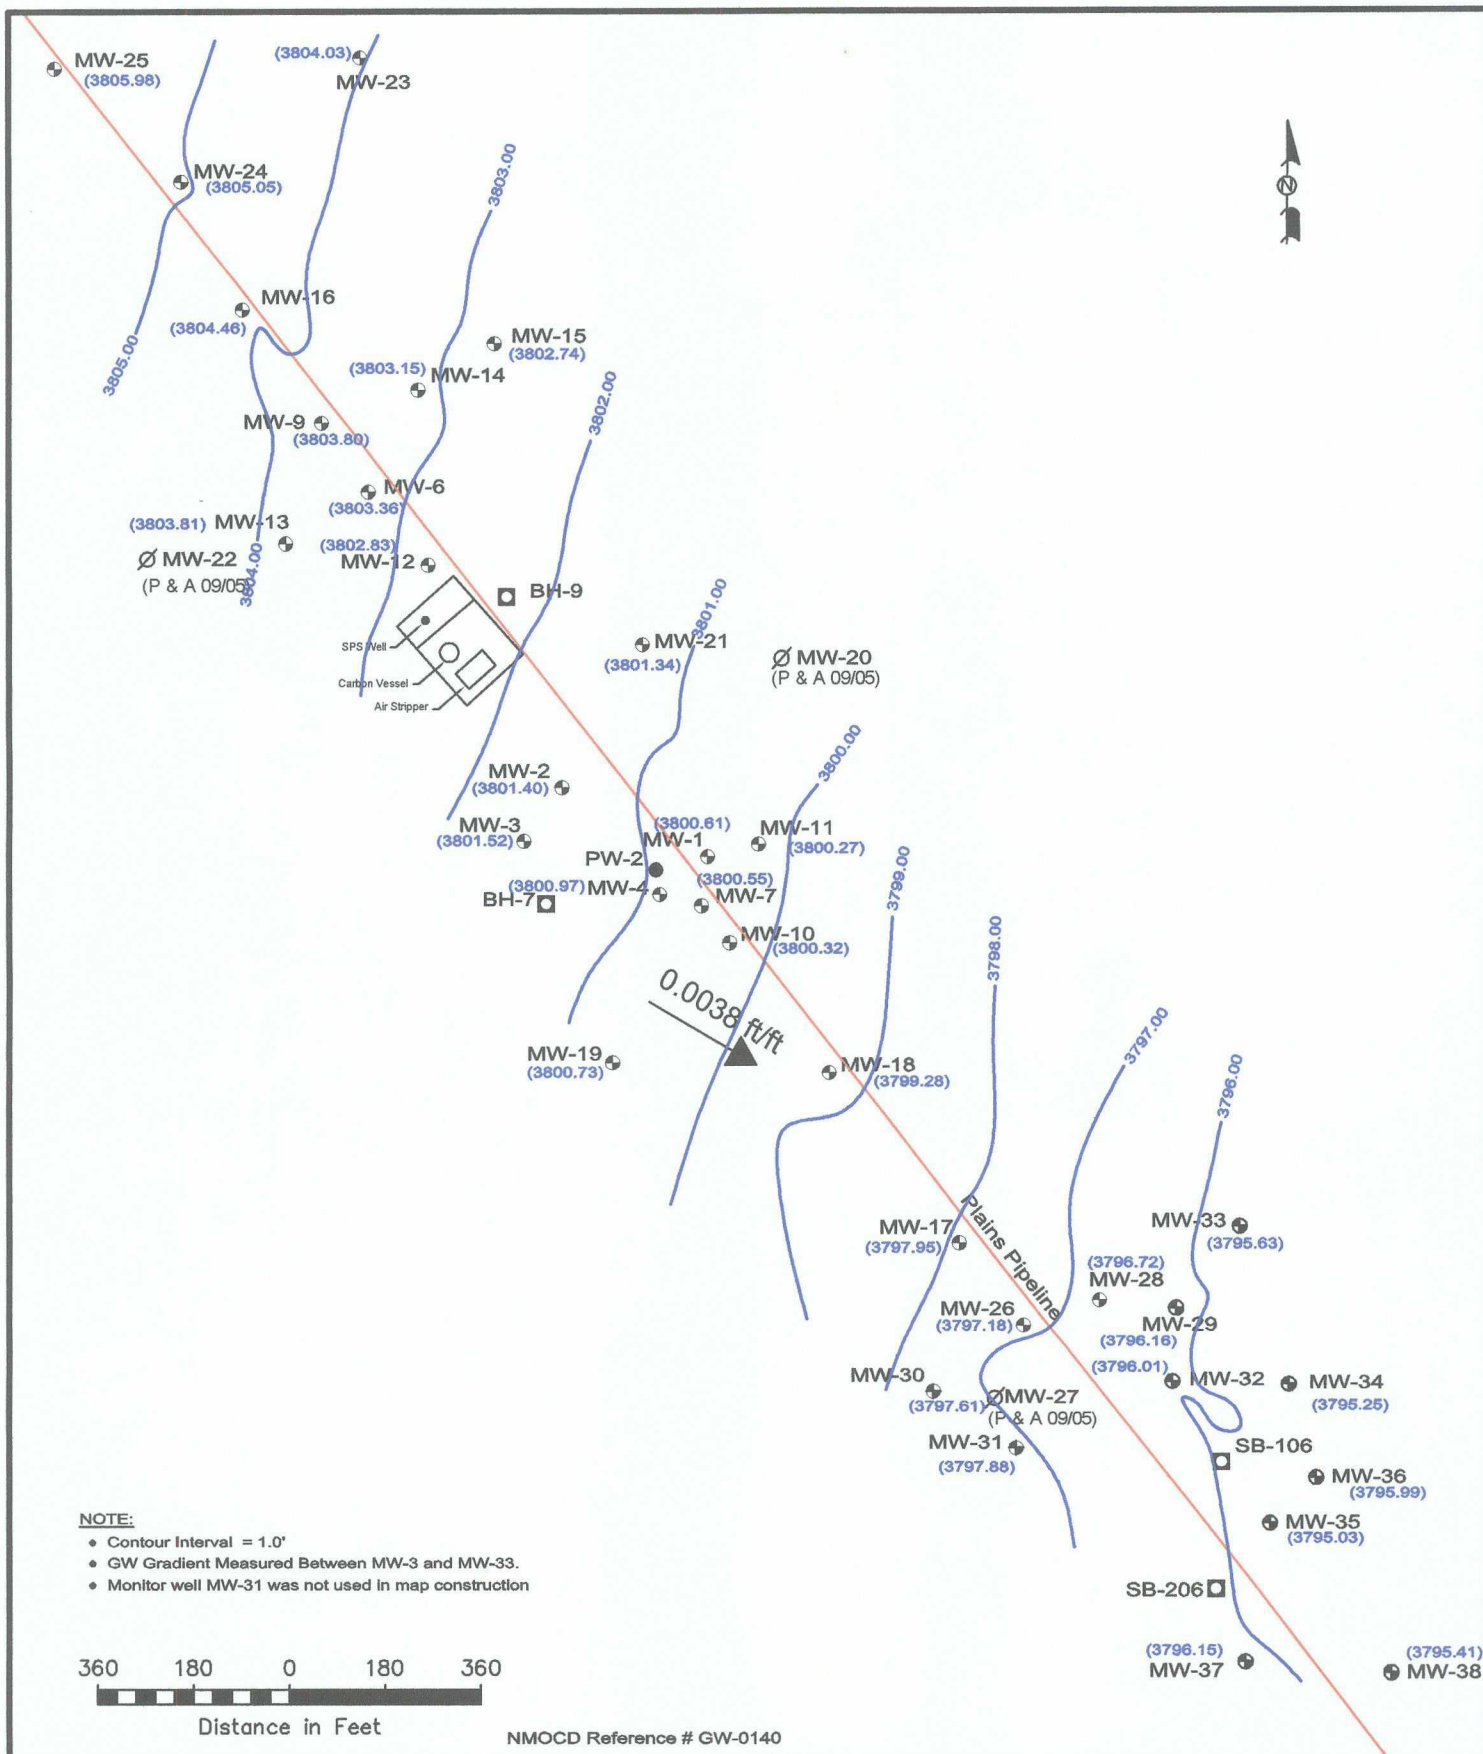 MW-25
(3805.98)
(3804.03)
MW-23
MW-24
(3805.05)
3803.00
N
MW-16
(3804.46)
3805.00
MW-15
(3802.74)
(3803.15)
MW-14
3802.00
MW-9
(3803.80)
MW-6
(3803.36)
(3803.81) MW-13
(3802.83)
MW-12
MW-22
(P & A 09/05)
3804.00
BH-9
SPS Well
Carbon Vessel
Air Stripper
3801.00
MW-21
(3801.34)
MW-20
(P & A 09/05)
3800.00
MW-2
(3801.40)
MW-3
(3801.52)
(3800.61)
MW-1
MW-11
(3800.27)
PW-2
(3800.55)
(3800.97) MW-4
MW-7
BH-7
3799.00
MW-10
(3800.32)
3798.00
0.0038 ft/ft
MW-19
(3800.73)
MW-18
(3799.28)
3797.00
3796.00
MW-17
(3797.95)
Plains Pipeline
MW-33
(3795.63)
(3796.72)
MW-28
MW-26
(3797.18)
MW-29
(3796.16)
(3796.01)
MW-32
MW-34
(3795.25)
MW-30
(3797.61)
MW-27
(P & A 09/05)
MW-31
(3797.88)
SB-106
MW-36
(3795.99)
MW-35
(3795.03)
SB-206
(3796.15)
MW-37
(3795.41)
MW-38
NOTE:
• Contour Interval = 1.0'
• GW Gradient Measured Between MW-3 and MW-33.
• Monitor well MW-31 was not used in map construction
360 180 0 180 360
Distance in Feet
NMOCD Reference # GW-0140